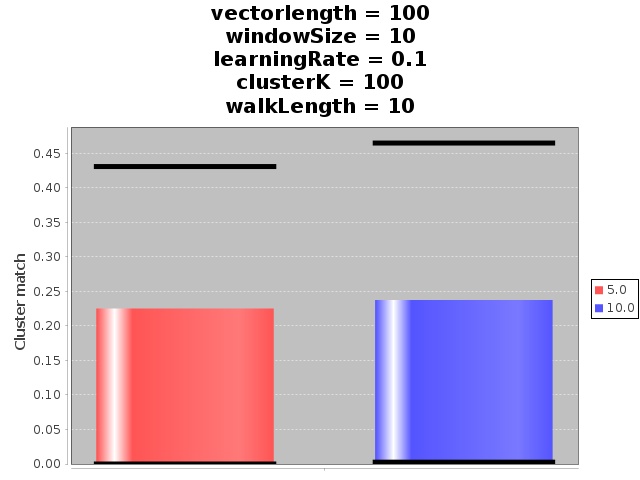 vectorlength = 100
windowSize = 10
learningRate = 0.1
clusterK = 100
walkLength = 10
0.45
0.40
0.35
0.30
0.25
0.20
0.15
0.10
0.05
0.00
Cluster match
5.0
10.0